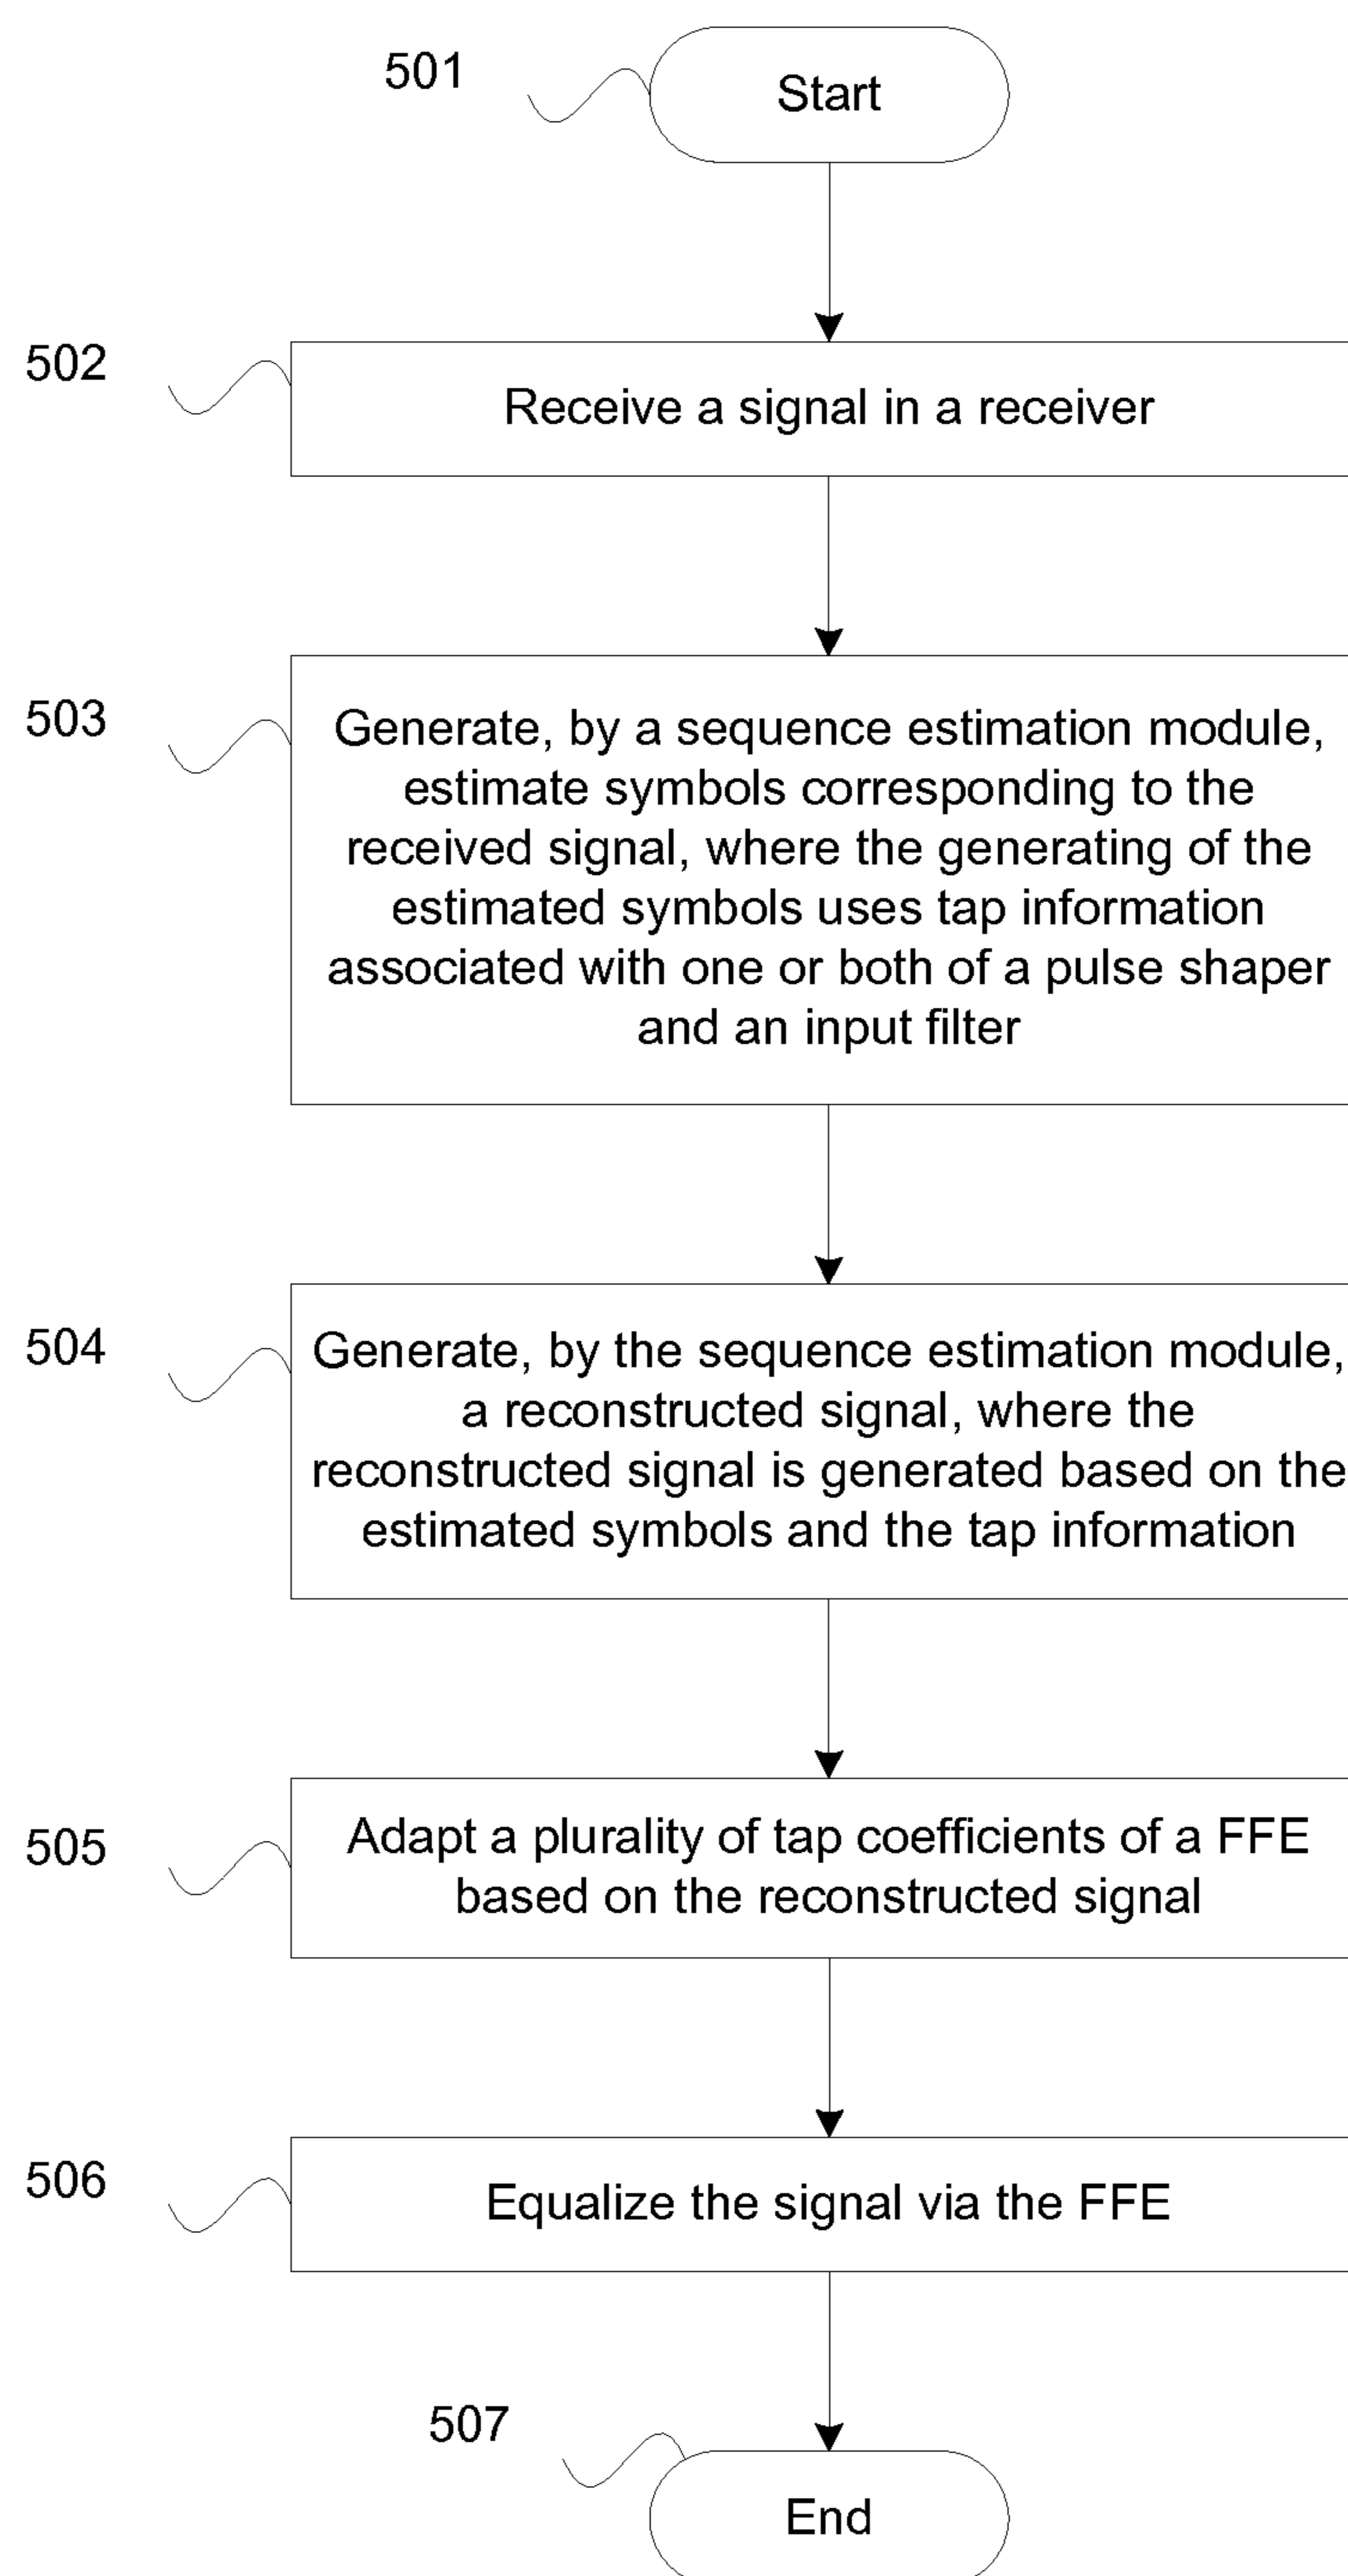 501
Start
502
Receive a signal in a receiver
503
Generate, by a sequence estimation module,
estimate symbols corresponding to the
received signal, where the generating of the
estimated symbols uses tap information
associated with one or both of a pulse shaper
and an input filter
504
Generate, by the sequence estimation module,
a reconstructed signal, where the
reconstructed signal is generated based on the
estimated symbols and the tap information
505
Adapt a plurality of tap coefficients of a FFE
based on the reconstructed signal
506
Equalize the signal via the FFE
507
End